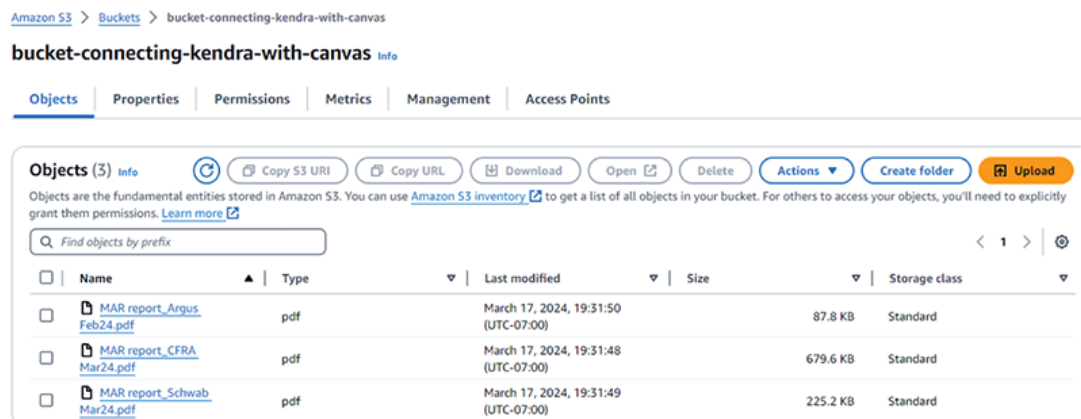 Amazon S3 > Buckets > bucket-connecting-kendra-with-canvas
bucket-connecting-kendra-with-canvas Info
Objects Properties Permissions Metrics Management Access Points
Objects (3) Info Copy S3 URI Copy URL Download Open Delete Actions ▼ Create folder Upload
Objects are the fundamental entities stored in Amazon S3. You can use Amazon S3 inventory to get a list of all objects in your bucket. For others to access your objects, you'll need to explicitly
grant them permissions. Learn more
Find objects by prefix < 1 >
Name Type Last modified Size Storage class
MAR report_Argus March 17, 2024, 19:31:50
Feb24.pdf pdf (UTC-07:00) 87.8 KB Standard
MAR report_CFRA March 17, 2024, 19:31:48
Mar24.pdf pdf (UTC-07:00) 679.6 KB Standard
MAR report_Schwab March 17, 2024, 19:31:49
Mar24.pdf pdf (UTC-07:00) 225.2 KB Standard